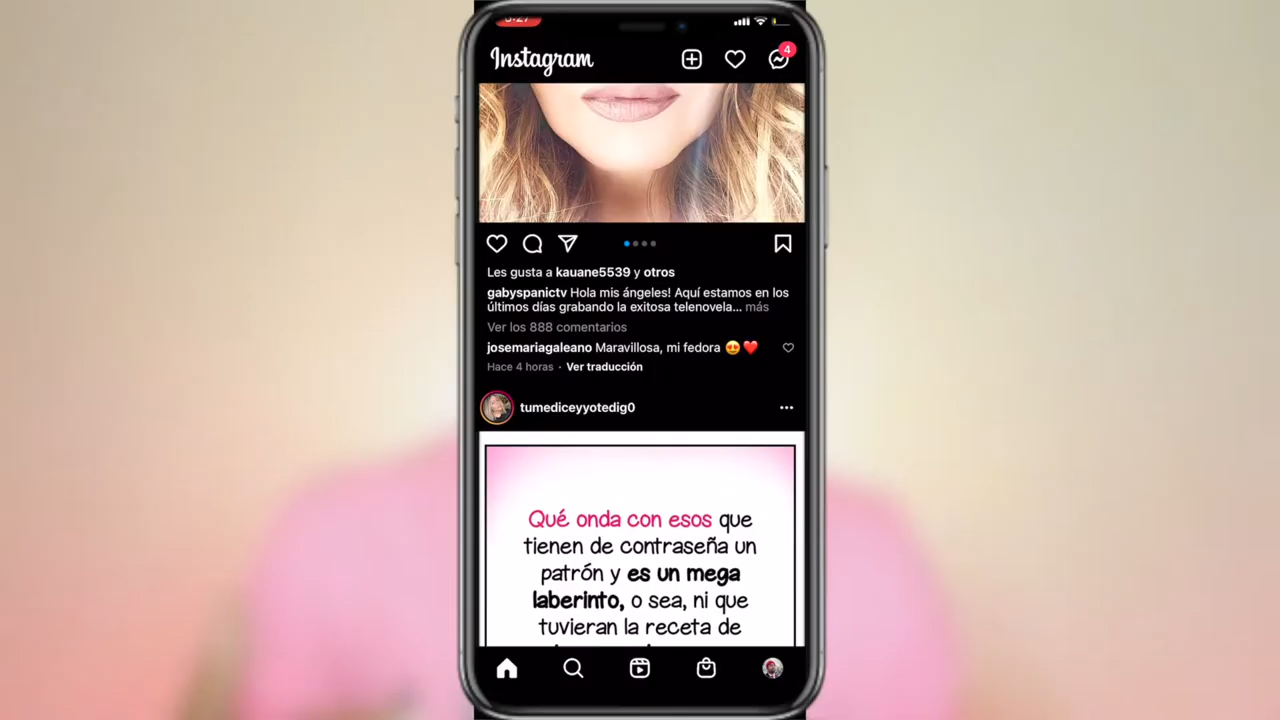 Instagram
4
Les gusta a kauane5539 y otros
gabyspanictv Hola mis ángeles! Aquí estamos en los
últimos días grabando la exitosa telenovela... más
Ver los 888 comentarios
josemariagaleano Maravillosa, mi fedora 😍❤️
Hace 4 horas · Ver traducción
tumediceyyotedig0
Qué onda con esos que
tienen de contraseña un
patrón y es un mega
laberinto, o sea, ni que
tuvieran la receta de